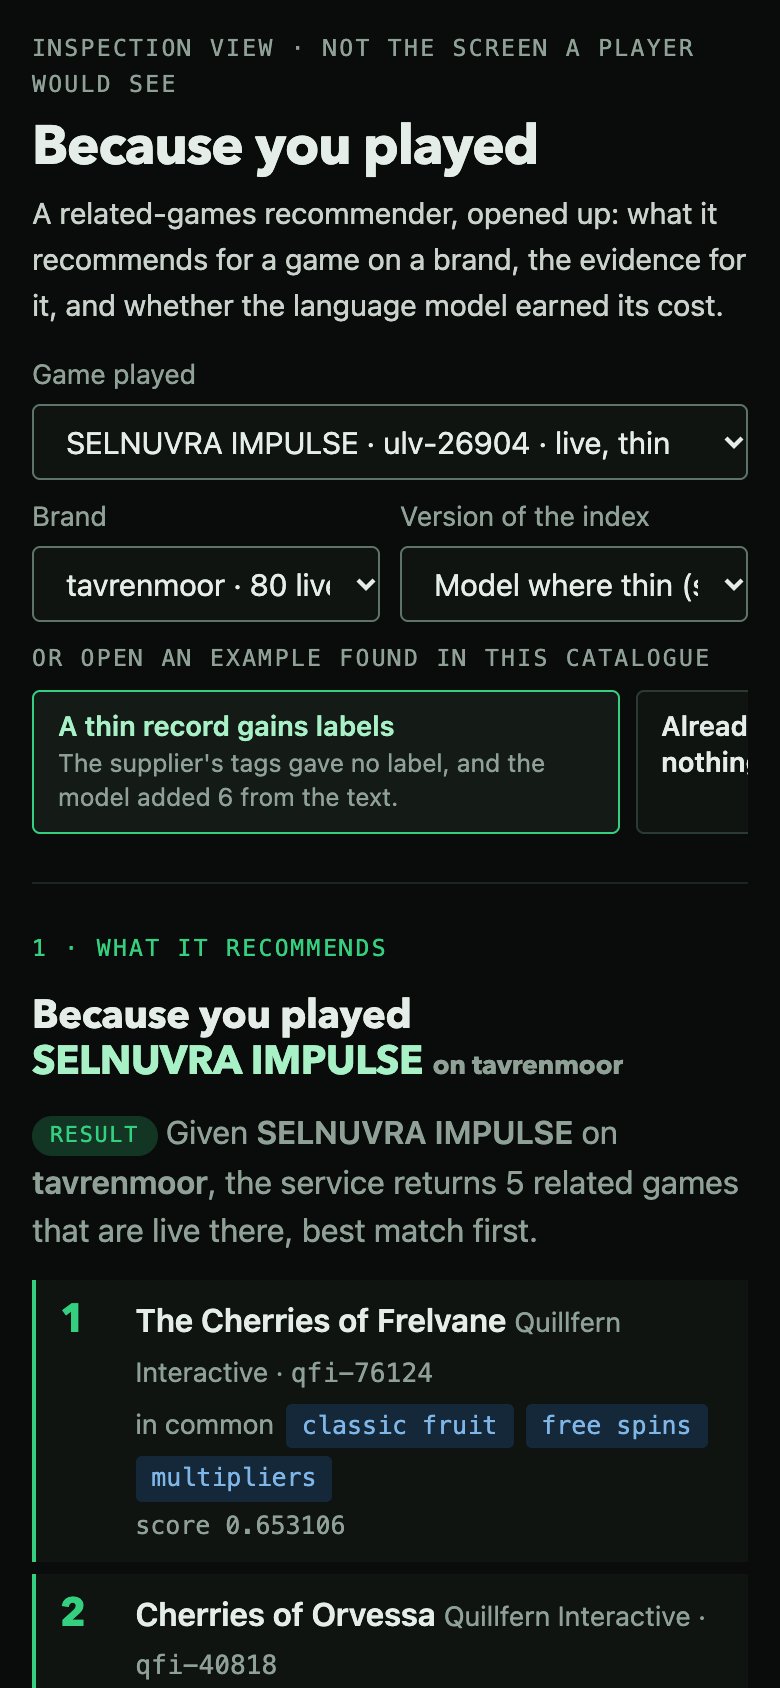 INSPECTION VIEW · NOT THE SCREEN A PLAYER
WOULD SEE
Because you played
A related-games recommender, opened up: what it
recommends for a game on a brand, the evidence for
it, and whether the language model earned its cost.
Game played
SELNUVRA IMPULSE · ulv-26904 · live, thin
Brand
Version of the index
tavrenmoor · 80 live
Model where thin (s
OR OPEN AN EXAMPLE FOUND IN THIS CATALOGUE
A thin record gains labels
The supplier's tags gave no label, and the
model added 6 from the text.
Alread
nothing
1 · WHAT IT RECOMMENDS
Because you played
SELNUVRA IMPULSE on tavrenmoor
RESULT Given SELNUVRA IMPULSE on
tavrenmoor, the service returns 5 related games
that are live there, best match first.
1 The Cherries of Frelvane Quillfern
Interactive · qfi-76124
in common classic fruit free spins
multipliers
score 0.653106
2 Cherries of Orvessa Quillfern Interactive ·
qfi-40818